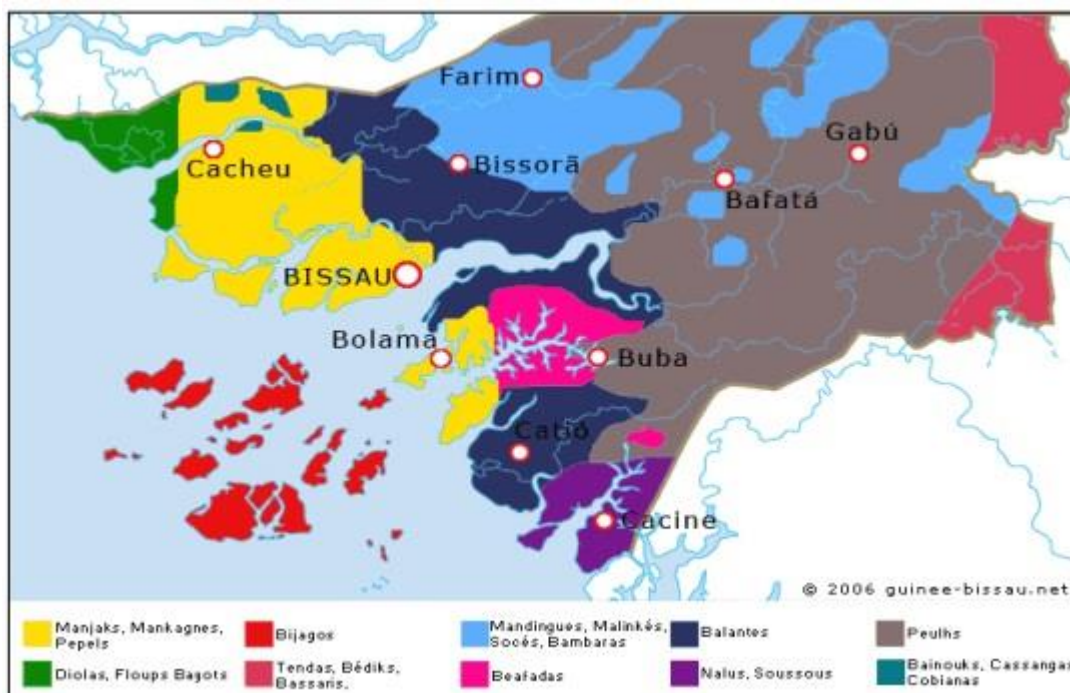 Farim
Gabú
Cacheu
Bissorã
Bafatá
BISSAU
Bolama
Buba
Catió
Cacine
© 2006 guinee-bissau.net
Manjaks, Mankagnes,
Pepels
Bijagos
Mandingues, Malinkés,
Socés, Bambaras
Balantes
Peulhs
Diolas, Floups Bagots
Tendas, Bédiks,
Bassaris,
Beafadas
Nalus, Soussous
Bainouks, Cassangas
Cobianas